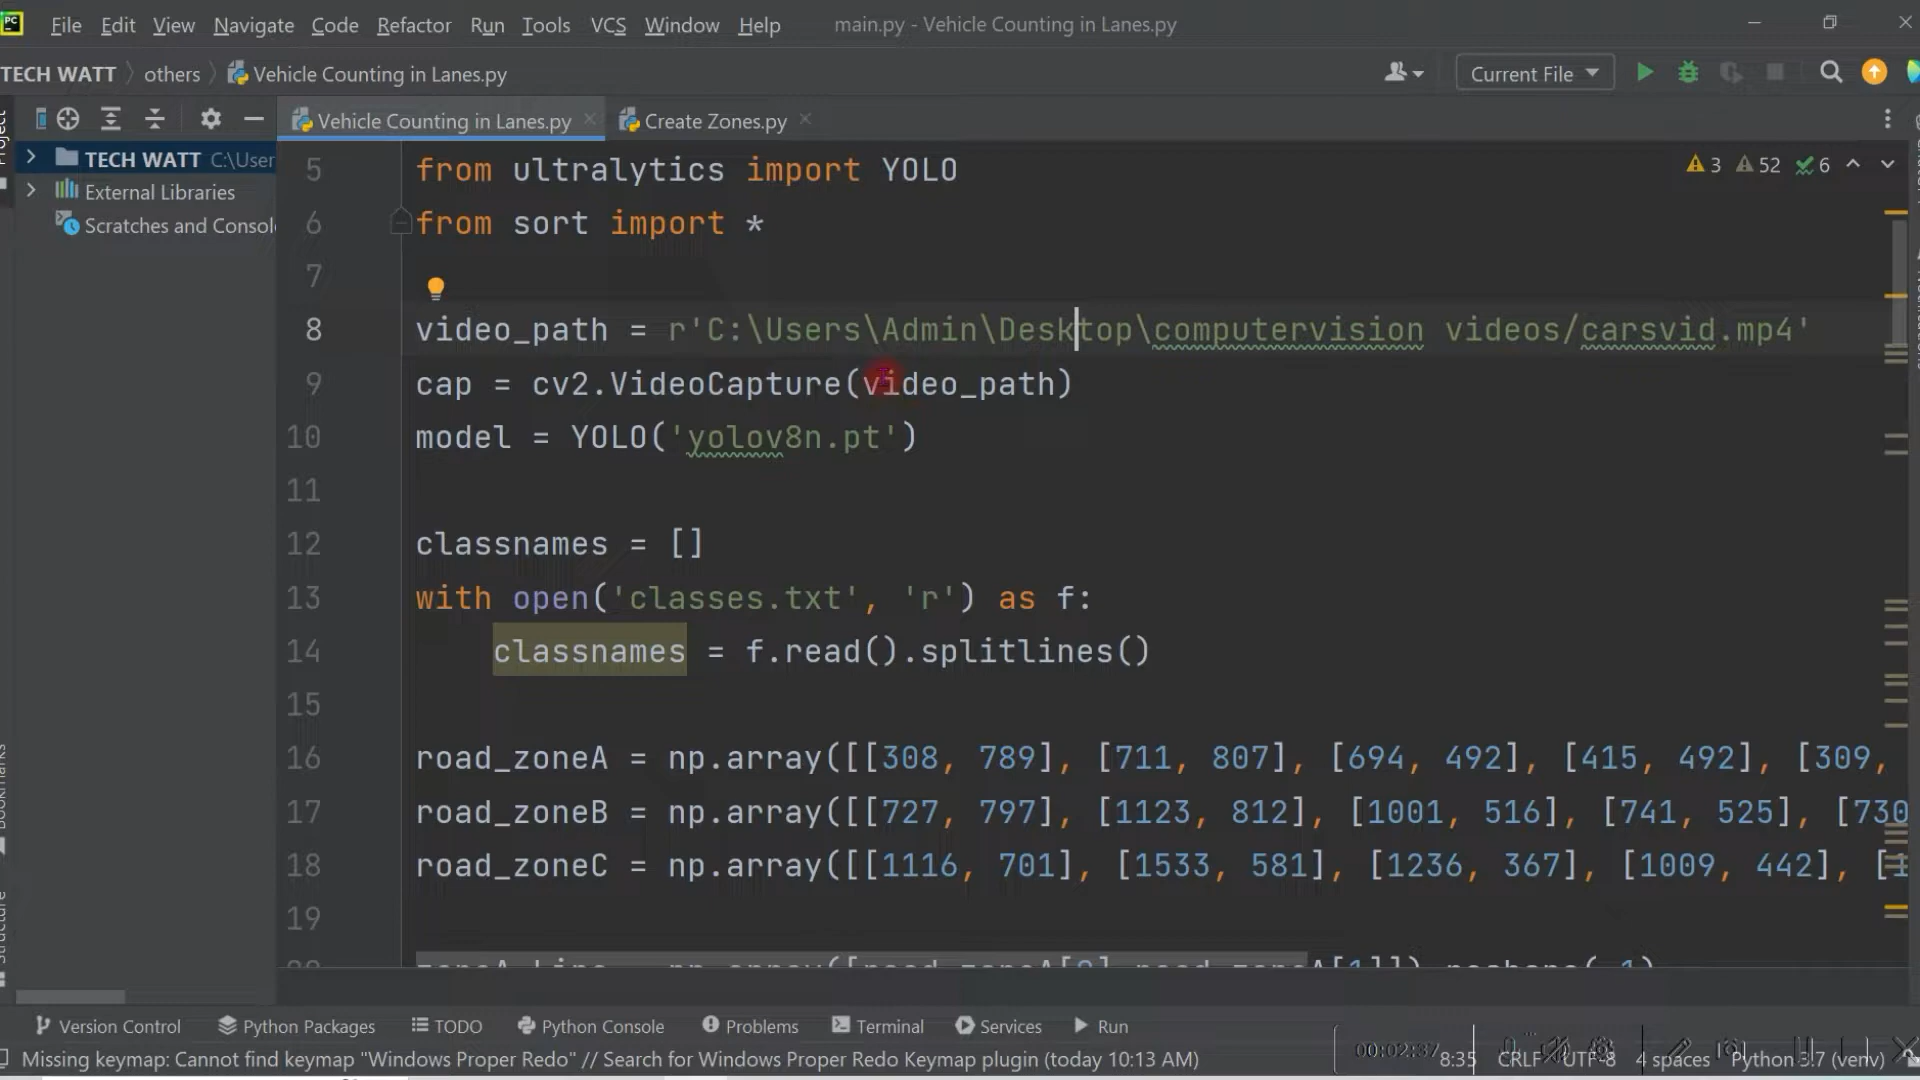 File Edit View Navigate Code Refactor Run Tools VCS Window Help main.py - Vehicle Counting in Lanes.py
TECH WATT others Vehicle Counting in Lanes.py Current File
Vehicle Counting in Lanes.py Create Zones.py
Project
TECH WATT C:\User
External Libraries
Scratches and Consol
3 52 6
5 from ultralytics import YOLO
6 from sort import *
7
8 video_path = r'C:\Users\Admin\Desktop\computervision videos/carsvid.mp4'
9 cap = cv2.VideoCapture(video_path)
10 model = YOLO('yolov8n.pt')
11
12 classnames = []
13 with open('classes.txt', 'r') as f:
14 classnames = f.read().splitlines()
15
16 road_zoneA = np.array([[308, 789], [711, 807], [694, 492], [415, 492], [309,
17 road_zoneB = np.array([[727, 797], [1123, 812], [1001, 516], [741, 525], [730
18 road_zoneC = np.array([[1116, 701], [1533, 581], [1236, 367], [1009, 442], [1
19
Bookmarks
Structure
Version Control Python Packages TODO Python Console Problems Terminal Services Run
Missing keymap: Cannot find keymap "Windows Proper Redo" // Search for Windows Proper Redo Keymap plugin (today 10:13 AM) 00:02:37 8:35 CRLF UTF-8 4 spaces Python 3.7 (venv)